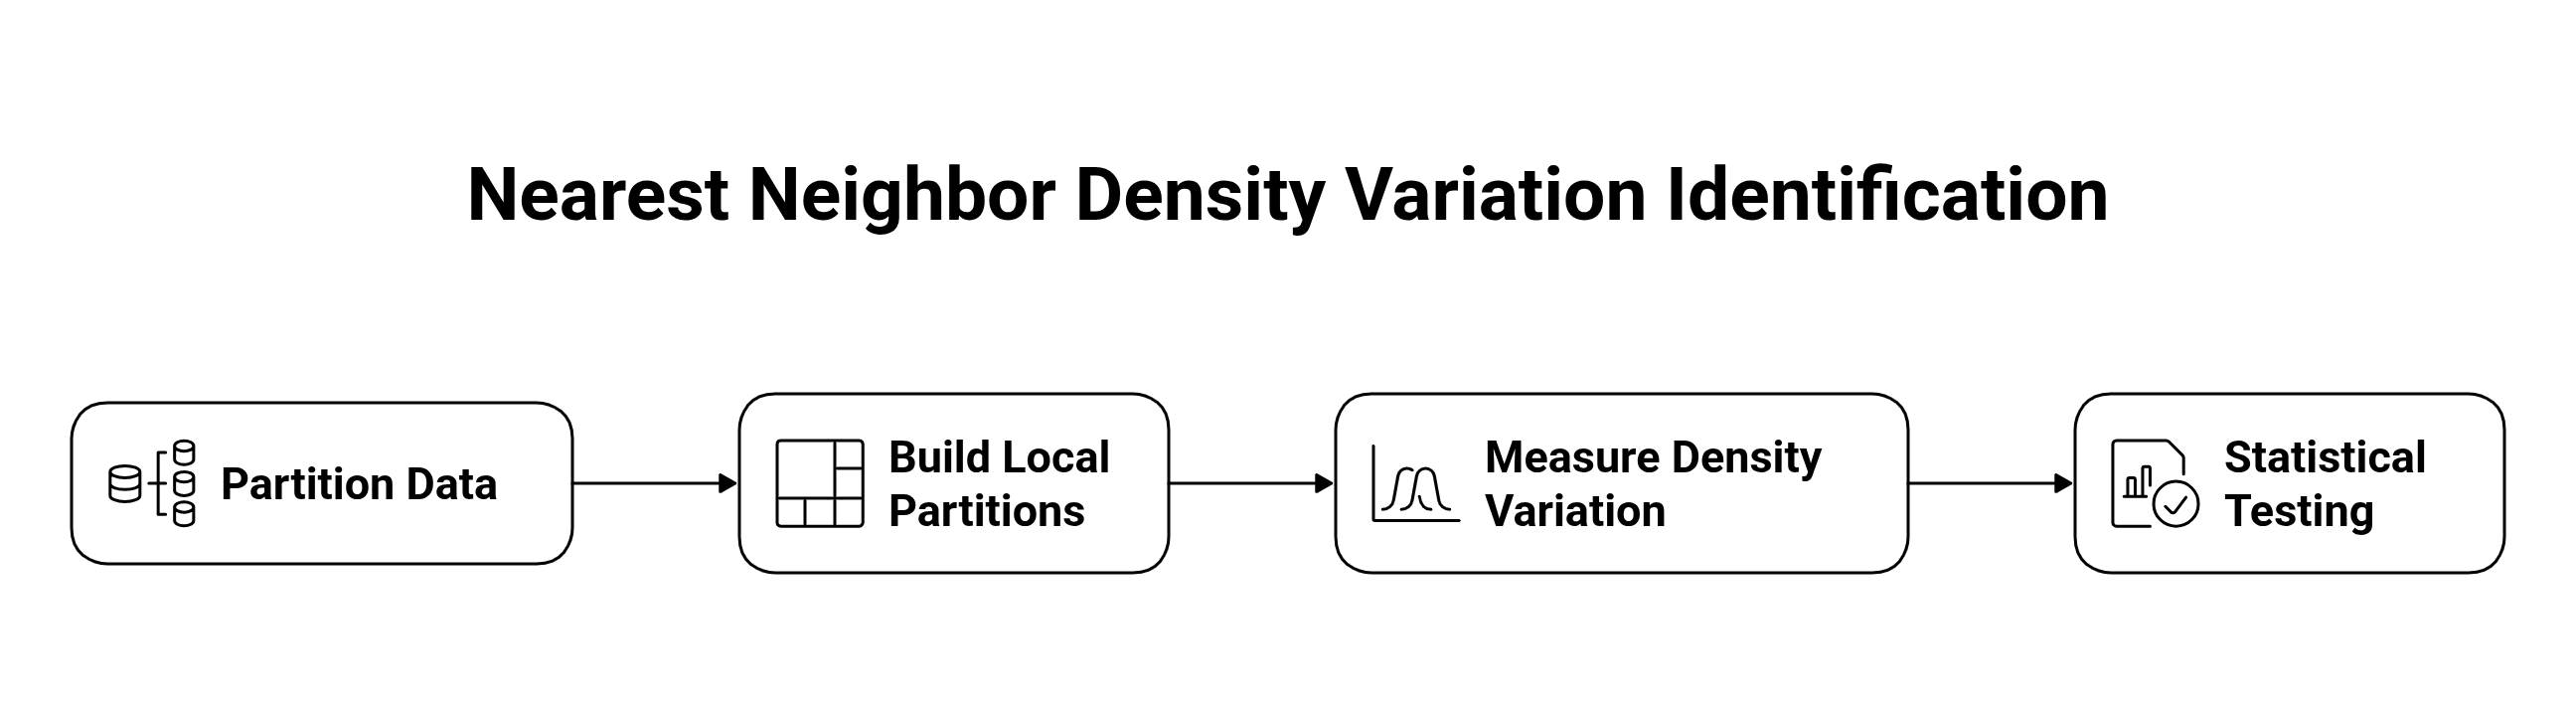 Nearest Neighbor Density Variation Identification
Partition Data
Build Local
Partitions
Measure Density
Variation
Statistical
Testing